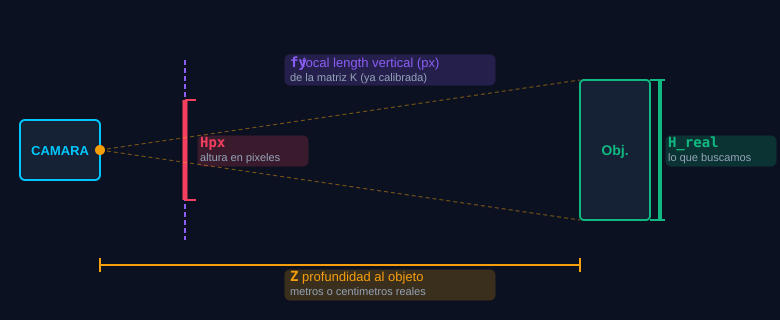 fy focal length vertical (px)
de la matriz K (ya calibrada)
CAMARA
Hpx
altura en pixeles
Obj.
H_real
lo que buscamos
Z profundidad al objeto
metros o centimetros reales